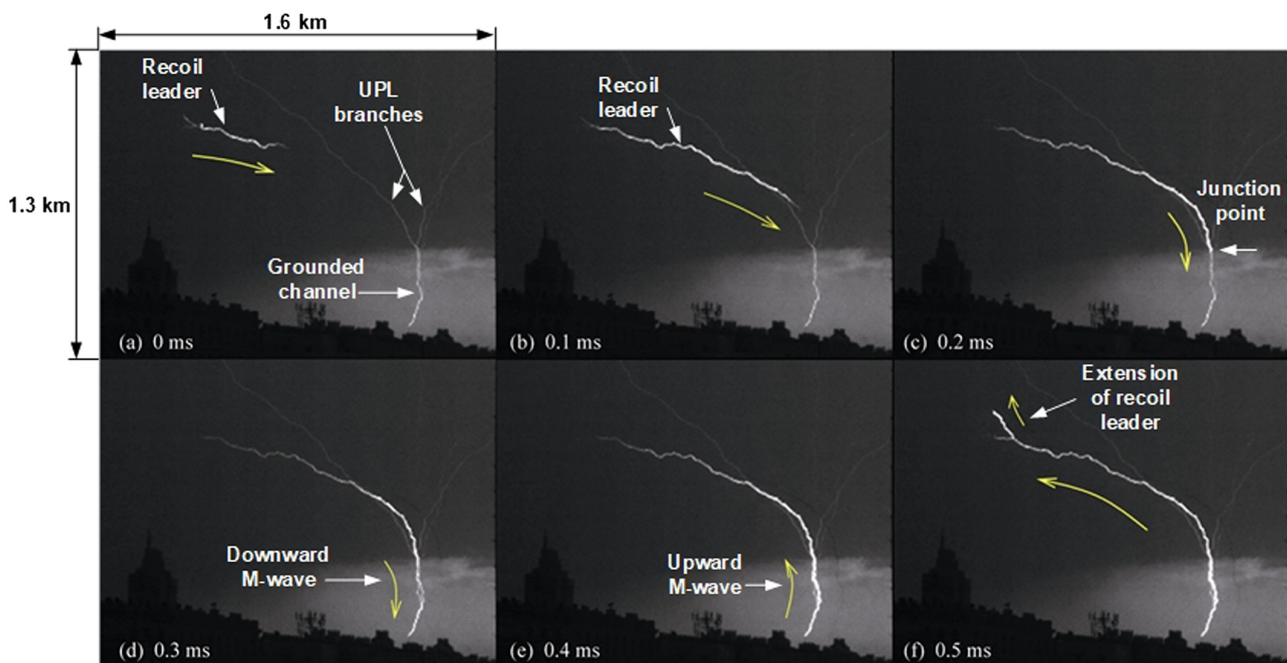 1.6 km
1.3 km
Recoil
leader
UPL
branches
Grounded
channel
(a) 0 ms
Recoil
leader
(b) 0.1 ms
Junction
point
(c) 0.2 ms
Downward
M-wave
(d) 0.3 ms
Upward
M-wave
(e) 0.4 ms
Extension
of recoil
leader
(f) 0.5 ms